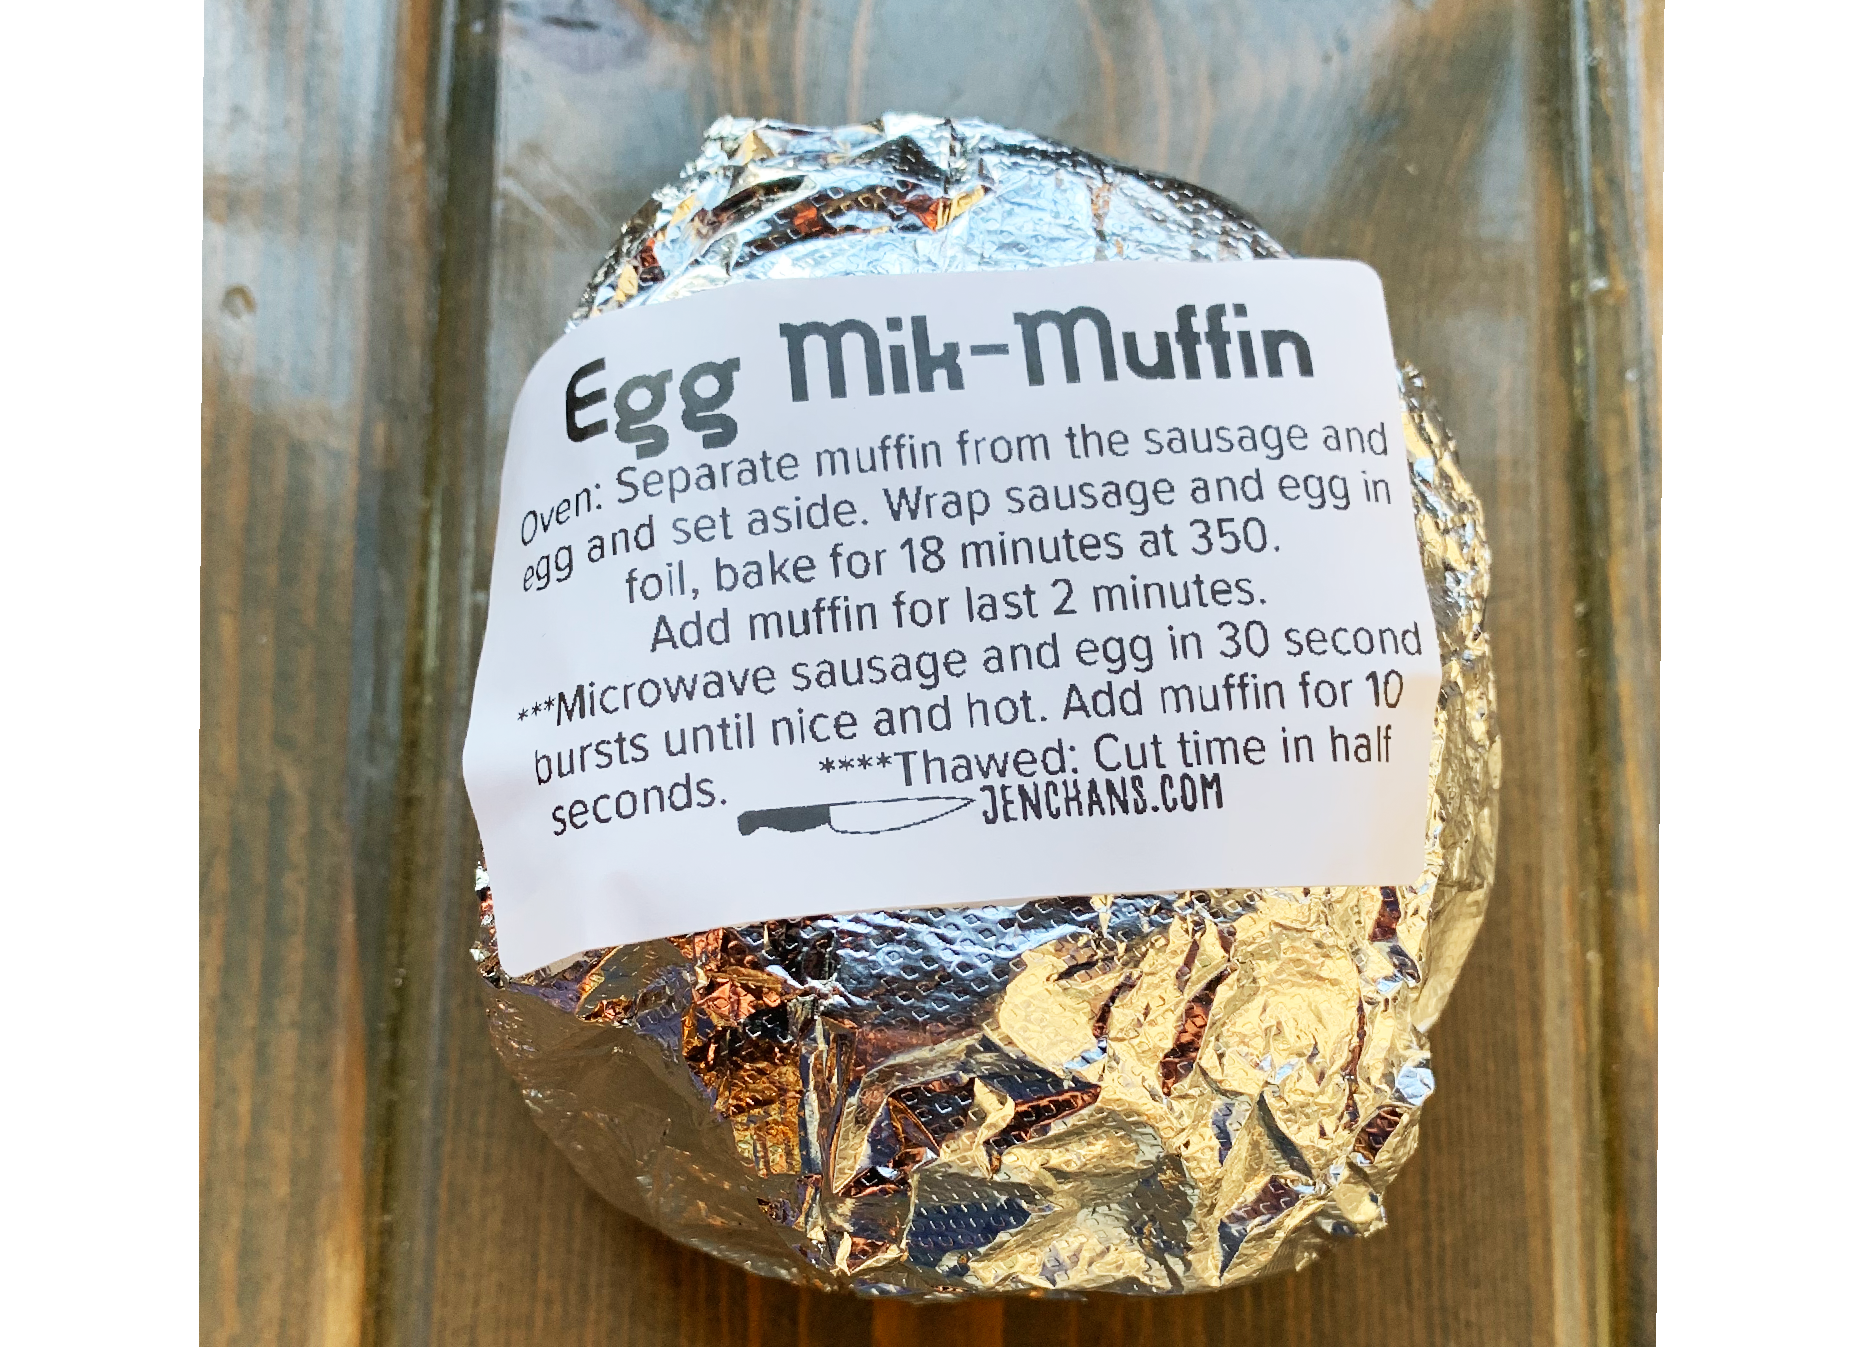 Egg Mik-Muffin
Oven: Separate muffin from the sausage and
egg and set aside. Wrap sausage and egg in
foil, bake for 18 minutes at 350.
Add muffin for last 2 minutes.
***Microwave sausage and egg in 30 second
bursts until nice and hot. Add muffin for 10
seconds. ****Thawed: Cut time in half
JENCHANS.COM